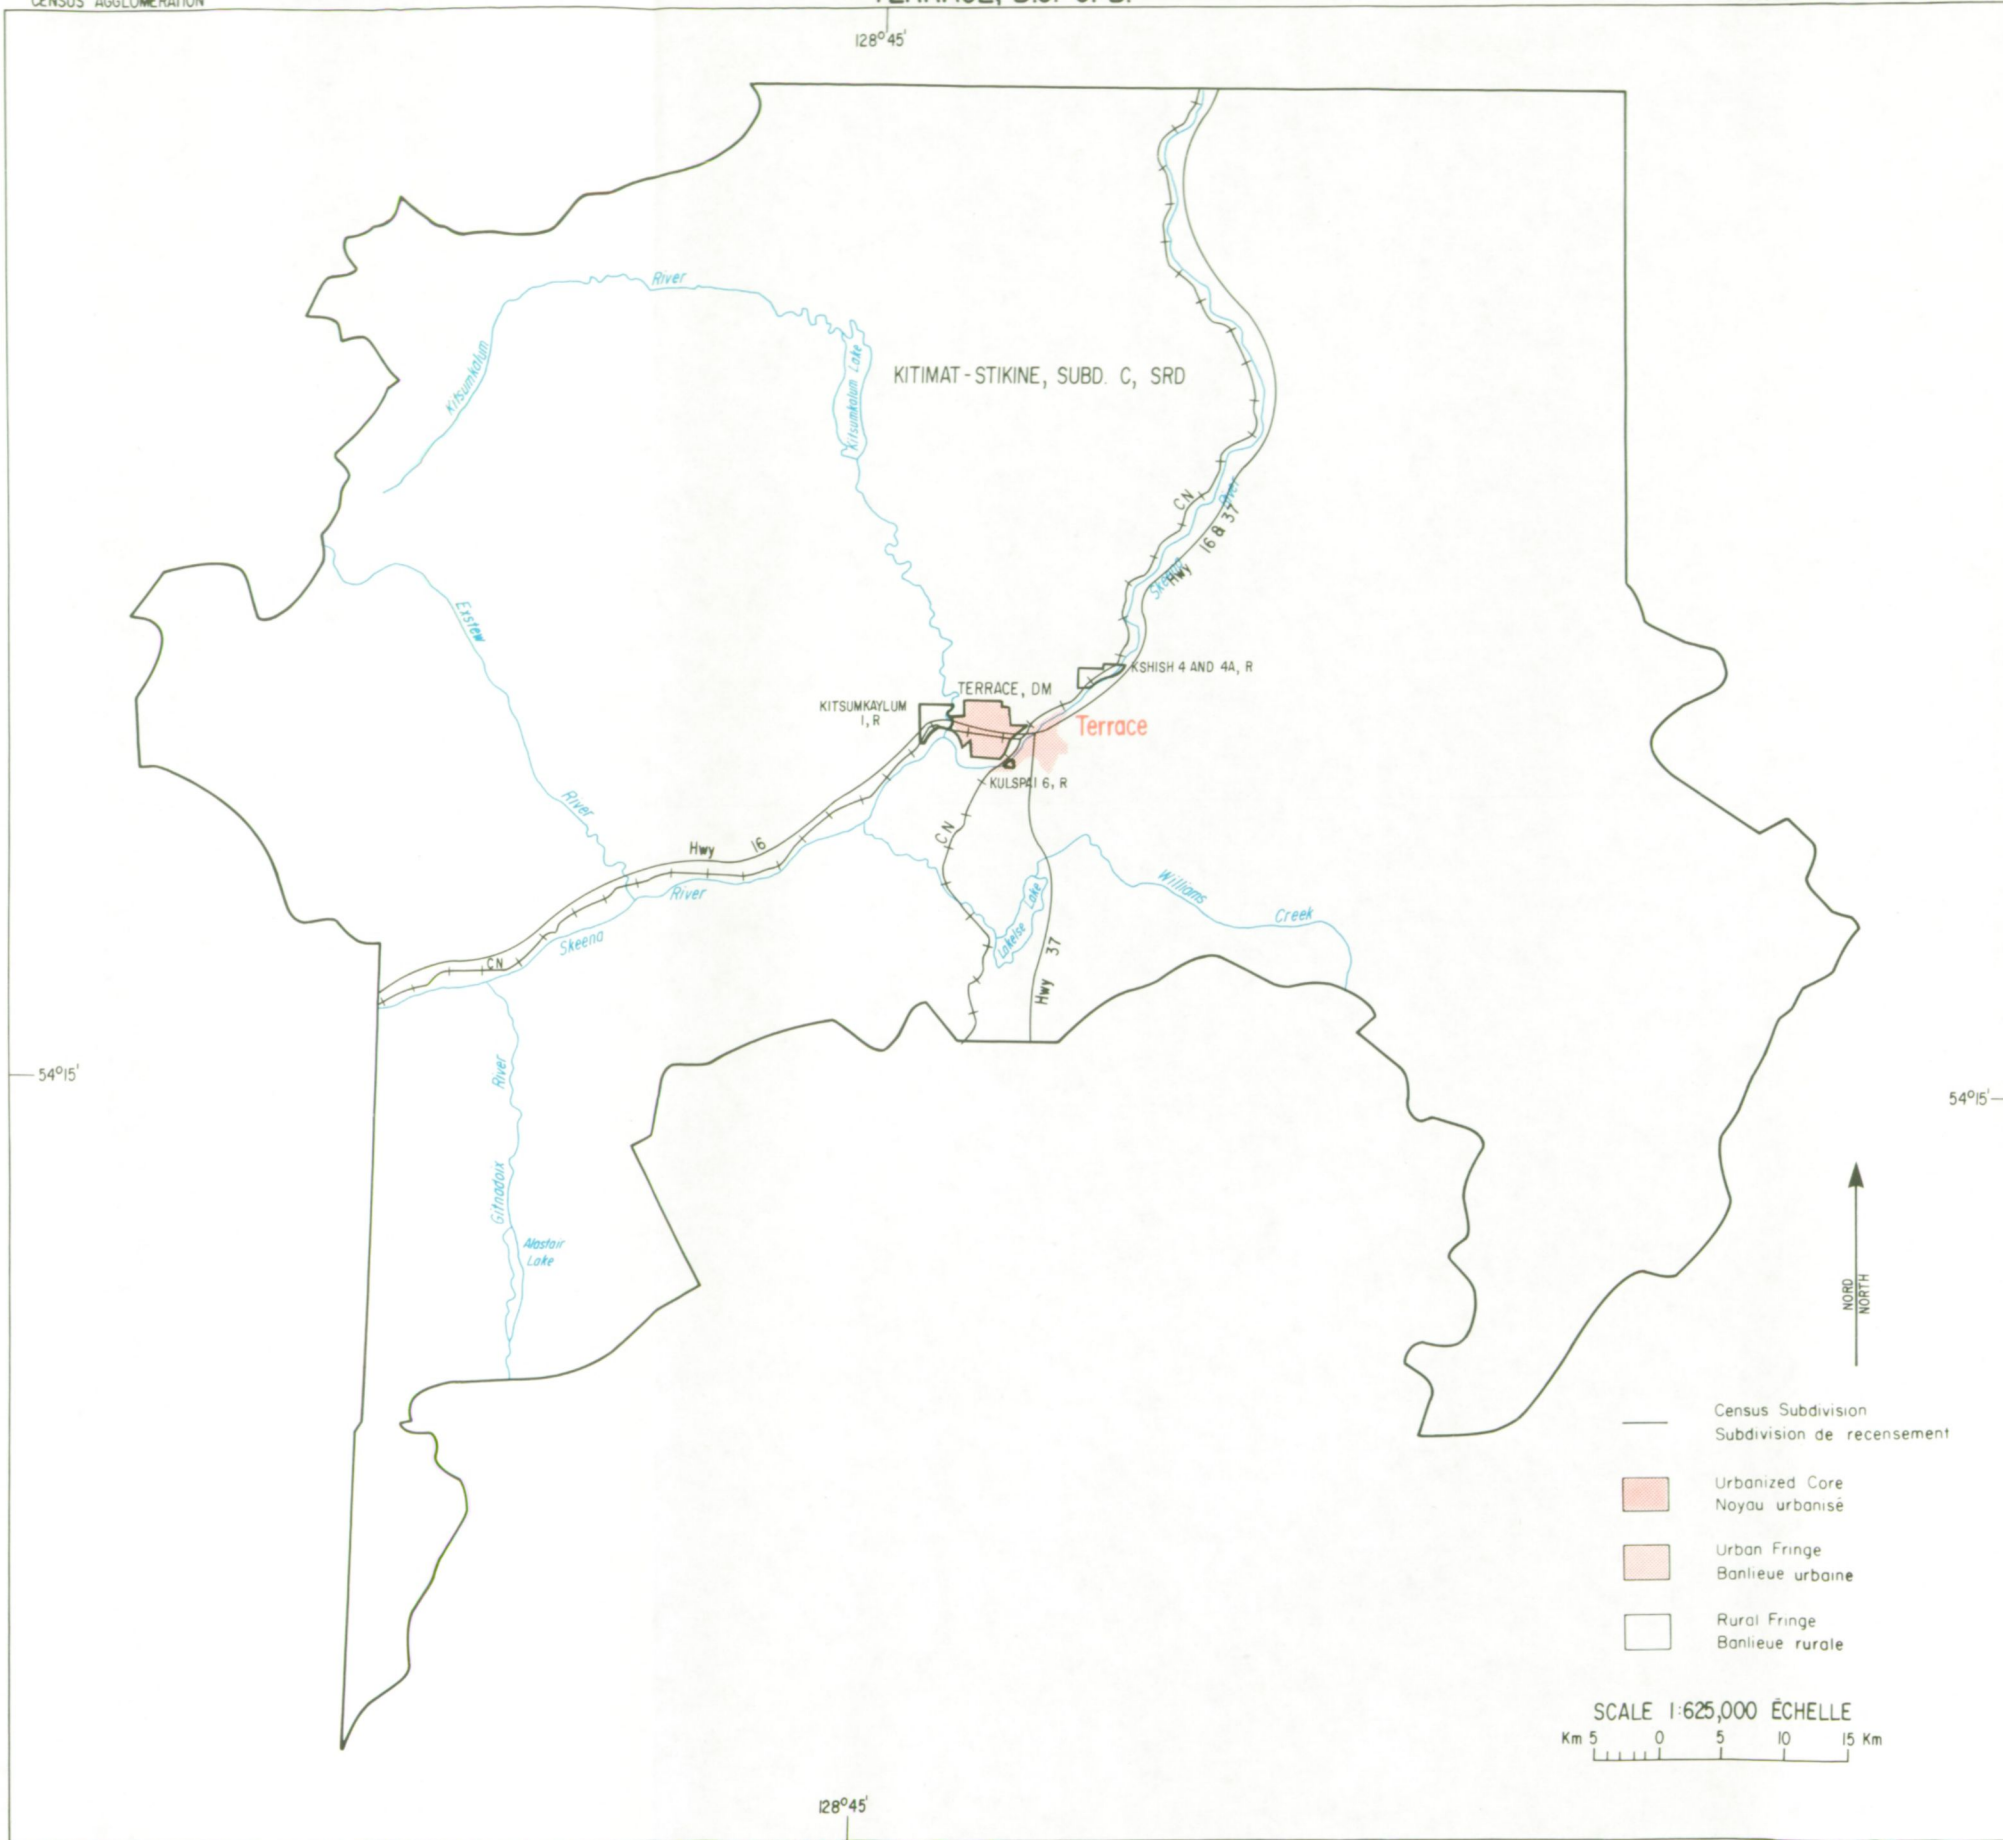 CENSUS AGGLOMERATION
128°45'
River
Kitsumkalum
Kitsumkalum Lake
KITIMAT-STIKINE, SUBD. C, SRD
CN
River
Hwy 16 & 37
Skeena
Exstew
KSHISH 4 AND 4A, R
TERRACE, DM
KITSUMKAYLUM
1, R
Terrace
KULSPAI 6, R
River
CN
Hwy 16
River
Skeena
CN
Lakelse Lake
Williams
Creek
Hwy 37
54°15'
River
54°15'
Gitnadoix
Alastair
Lake
NORD
NORTH
Census Subdivision
Subdivision de recensement
Urbanized Core
Noyau urbanisé
Urban Fringe
Banlieue urbaine
Rural Fringe
Banlieue rurale
SCALE 1:625,000 ÉCHELLE
Km 5 0 5 10 15 Km
128°45'